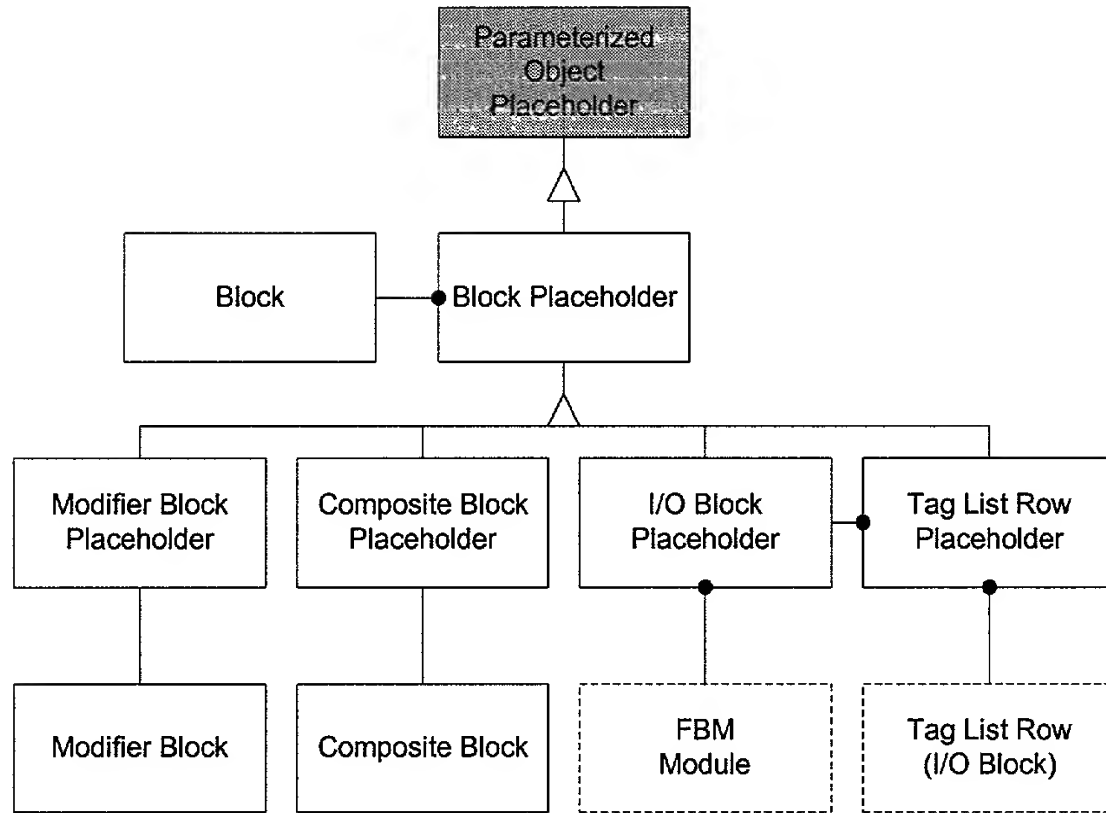 Parameterized
Object
Placeholder
Block
Block Placeholder
Modifier Block
Placeholder
Composite Block
Placeholder
I/O Block
Placeholder
Tag List Row
Placeholder
Modifier Block
Composite Block
FBM
Module
Tag List Row
(I/O Block)